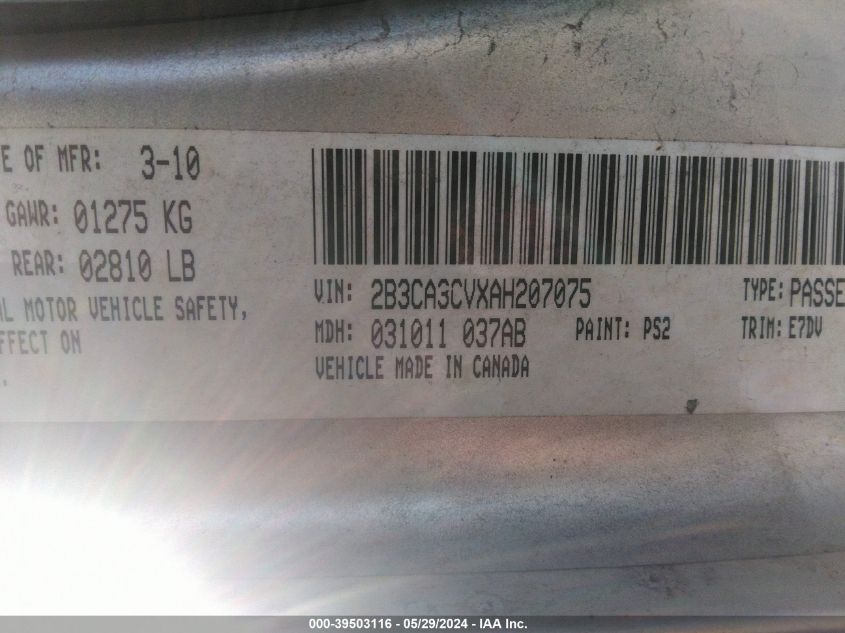 E OF MFR: 3-10
GAWR: 01275 KG
REAR: 02810 LB
VIN: 2B3CA3CVXAH207075 TYPE: PASSE
AL MOTOR VEHICLE SAFETY,
MDH: 031011 037AB PAINT: PS2 TRIM: E7DV
FFECT ON
VEHICLE MADE IN CANADA
000-39503116 - 05/29/2024 - IAA Inc.